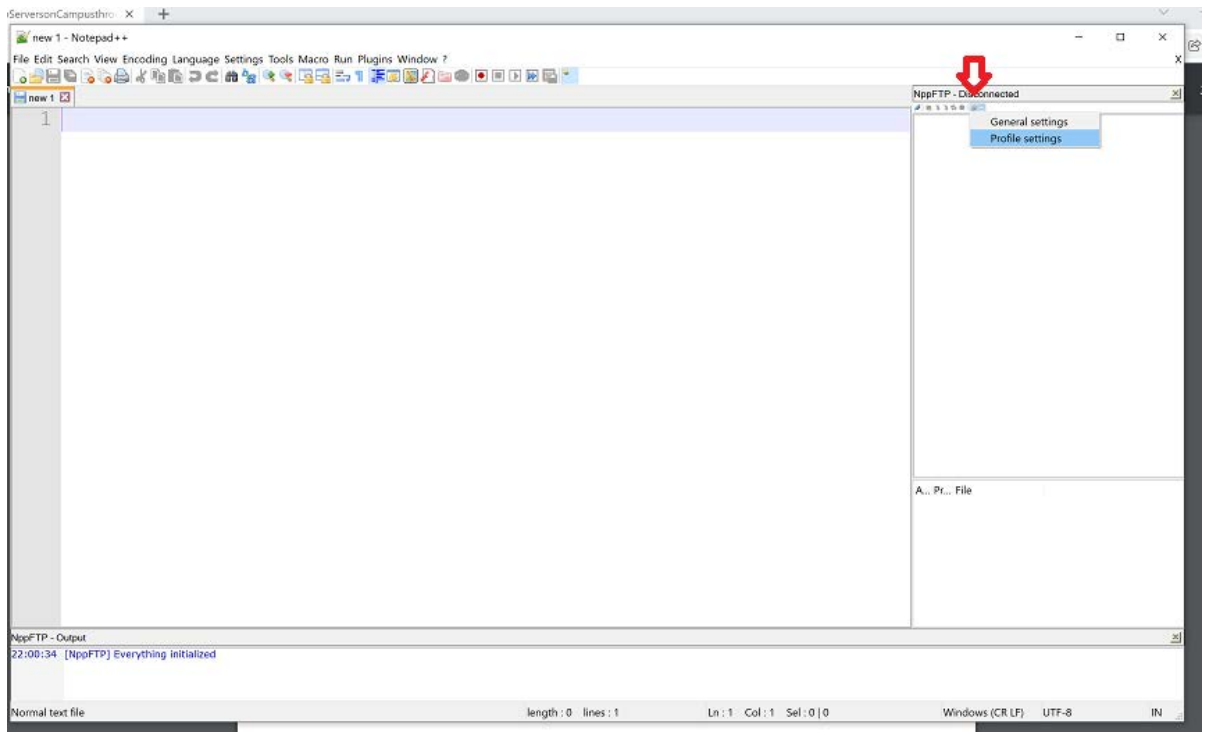 ServersonCampusthro
new 1 - Notepad++
File Edit Search View Encoding Language Settings Tools Macro Run Plugins Window ?
X
new 1
NppFTP - Disconnected
1
General settings
Profile settings
A... Pr... File
NppFTP - Output
22:00:34 [NppFTP] Everything initialized
Normal text file
length : 0 lines : 1
Ln : 1 Col : 1 Sel : 0 | 0
Windows (CR LF)
UTF-8
IN